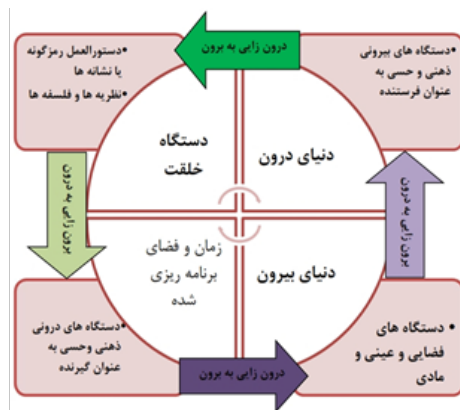 درون زایی به برون
دستگاه های بیرونی
ذهنی و حسی به
عنوان فرستنده
دستورالعمل رمزگونه
یا نشانه ها
نظریه ها و فلسفه ها
دنیای درون
دستگاه
خلقت
برون زایی به درون
برون زایی به درون
دنیای بیرون
زمان و فضای
برنامه ریزی
شده
دستگاه های
فضایی و عینی و
مادی
دستگاه های درونی
ذهنی وحسی به
عنوان گیرنده
درون زایی به برون